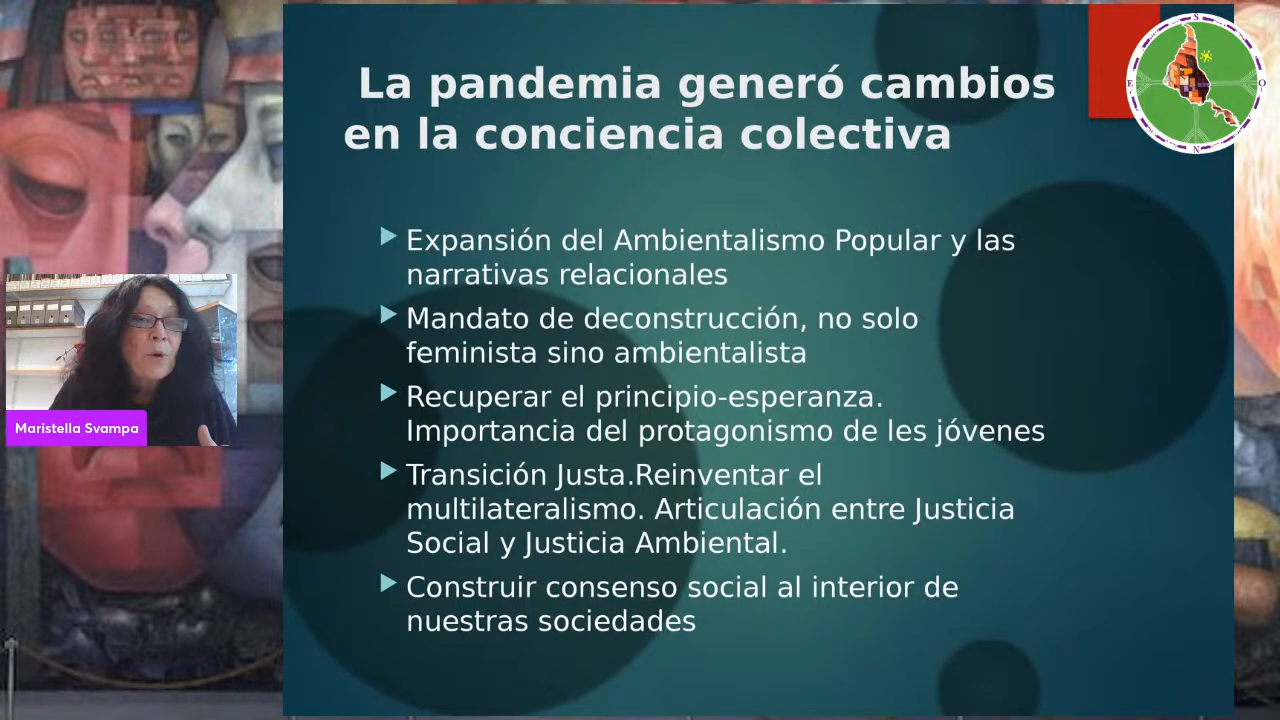 La pandemia generó cambios
en la conciencia colectiva
Expansión del Ambientalismo Popular y las
narrativas relacionales
Mandato de deconstrucción, no solo
feminista sino ambientalista
Recuperar el principio-esperanza.
Importancia del protagonismo de les jóvenes
Transición Justa.Reinventar el
multilateralismo. Articulación entre Justicia
Social y Justicia Ambiental.
Construir consenso social al interior de
nuestras sociedades
Maristella Svampa
S
E
O
N